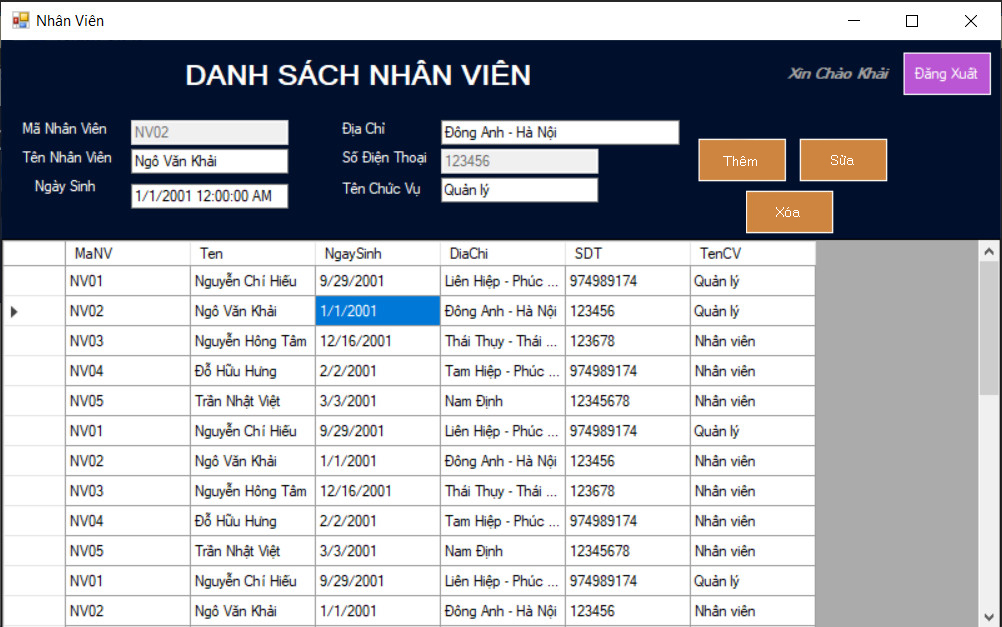 Nhân Viên
DANH SÁCH NHÂN VIÊN
Xin Chào Khải
Đăng Xuất
Mã Nhân Viên NV02
Địa Chỉ Đông Anh - Hà Nội
Tên Nhân Viên Ngô Văn Khải
Số Điện Thoại 123456
Ngày Sinh 1/1/2001 12:00:00 AM
Tên Chức Vụ Quản lý
Thêm Sửa
Xóa
MaNV Ten NgaySinh DiaChi SDT TenCV
NV01 Nguyễn Chí Hiếu 9/29/2001 Liên Hiệp - Phúc ... 974989174 Quản lý
NV02 Ngô Văn Khải 1/1/2001 Đông Anh - Hà Nội 123456 Quản lý
NV03 Nguyễn Hông Tâm 12/16/2001 Thái Thụy - Thái ... 123678 Nhân viên
NV04 Đỗ Hữu Hưng 2/2/2001 Tam Hiệp - Phúc ... 974989174 Nhân viên
NV05 Trần Nhật Việt 3/3/2001 Nam Định 12345678 Nhân viên
NV01 Nguyễn Chí Hiếu 9/29/2001 Liên Hiệp - Phúc ... 974989174 Quản lý
NV02 Ngô Văn Khải 1/1/2001 Đông Anh - Hà Nội 123456 Nhân viên
NV03 Nguyễn Hông Tâm 12/16/2001 Thái Thụy - Thái ... 123678 Nhân viên
NV04 Đỗ Hữu Hưng 2/2/2001 Tam Hiệp - Phúc ... 974989174 Nhân viên
NV05 Trần Nhật Việt 3/3/2001 Nam Định 12345678 Nhân viên
NV01 Nguyễn Chí Hiếu 9/29/2001 Liên Hiệp - Phúc ... 974989174 Quản lý
NV02 Ngô Văn Khải 1/1/2001 Đông Anh - Hà Nội 123456 Nhân viên